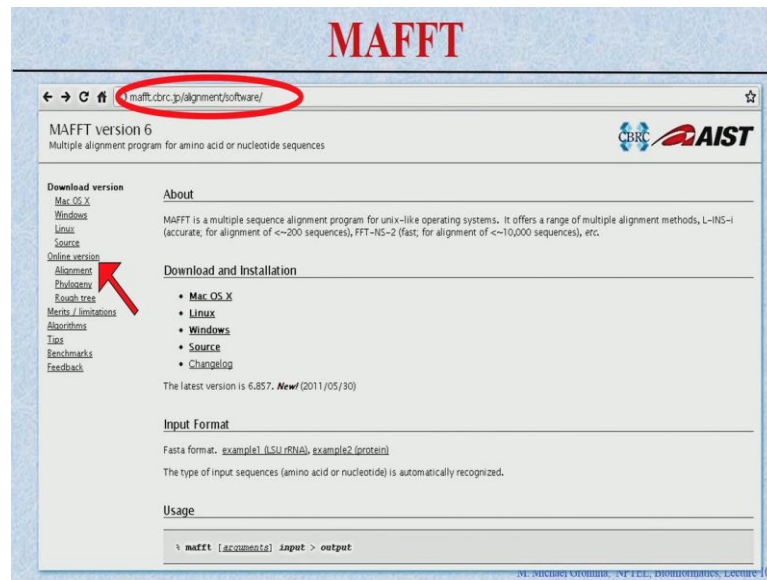 MAFFT
mafft.cbrc.jp/alignment/software/
MAFFT version 6
Multiple alignment program for amino acid or nucleotide sequences
CBRC AIST
Download version
Mac OS X
Windows
Linux
Source
Online version
Alignment
Phylogeny
Rough tree
Merits / limitations
Algorithms
Tips
Benchmarks
Feedback
About
MAFFT is a multiple sequence alignment program for unix-like operating systems. It offers a range of multiple alignment methods, L-INS-i
(accurate; for alignment of <~200 sequences), FFT-NS-2 (fast; for alignment of <~10,000 sequences), etc.
Download and Installation
• Mac OS X
• Linux
• Windows
• Source
• Changelog
The latest version is 6.857. New! (2011/05/30)
Input Format
Fasta format. example1 (LSU rRNA), example2 (protein)
The type of input sequences (amino acid or nucleotide) is automatically recognized.
Usage
% mafft [arguments] input > output
M. Michael Gromiha, NPTEL, Bioinformatics, Lecture